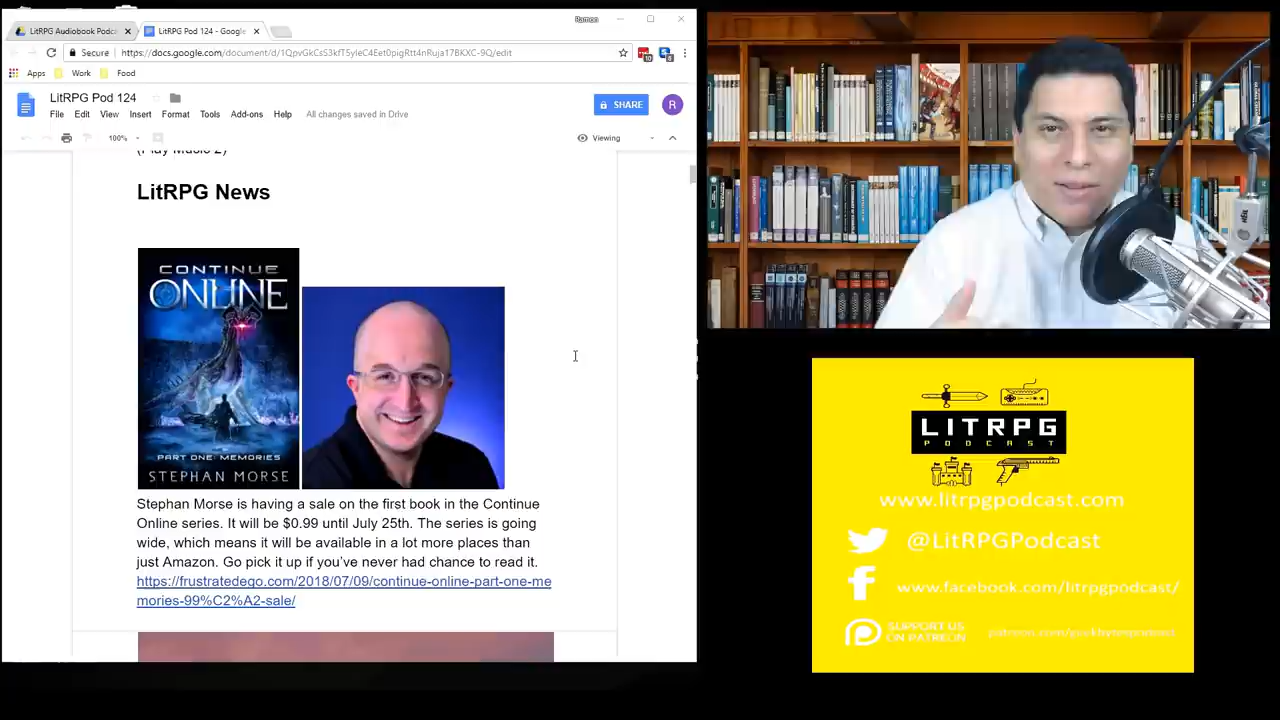 Ramon
LitRPG Audiobook Podc
LitRPG Pod 124 - Google
Secure
https://docs.google.com/document/d/1QpvGkCsS3kfT5yIeC4Eet0pigRtt4nRuja17BKXC-9Q/edit
Apps
Work
Food
LitRPG Pod 124
File Edit View Insert Format Tools Add-ons Help
All changes saved in Drive
SHARE
R
100%
Viewing
(Play Music 2)
LitRPG News
CONTINUE
ONLINE
PART ONE: MEMORIES
STEPHAN MORSE
Stephan Morse is having a sale on the first book in the Continue
Online series. It will be $0.99 until July 25th. The series is going
wide, which means it will be available in a lot more places than
just Amazon. Go pick it up if you've never had chance to read it.
https://frustratedego.com/2018/07/09/continue-online-part-one-me
mories-99%C2%A2-sale/
LITRPG
PODCAST
www.litrpgpodcast.com
@LitRPGPodcast
www.facebook.com/litrpgpodcast/
SUPPORT US
ON PATREON